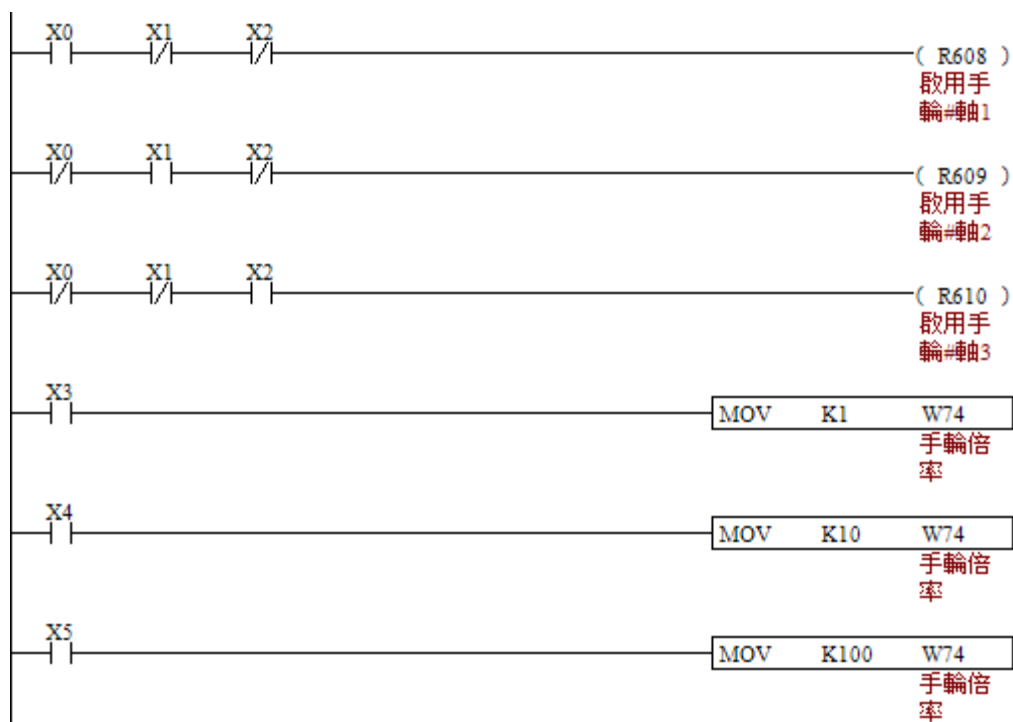 X0 X1 X2
( R608 )
啟用手
輪#軸1
X0 X1 X2
( R609 )
啟用手
輪#軸2
X0 X1 X2
( R610 )
啟用手
輪#軸3
X3
MOV K1 W74
手輪倍
率
X4
MOV K10 W74
手輪倍
率
X5
MOV K100 W74
手輪倍
率